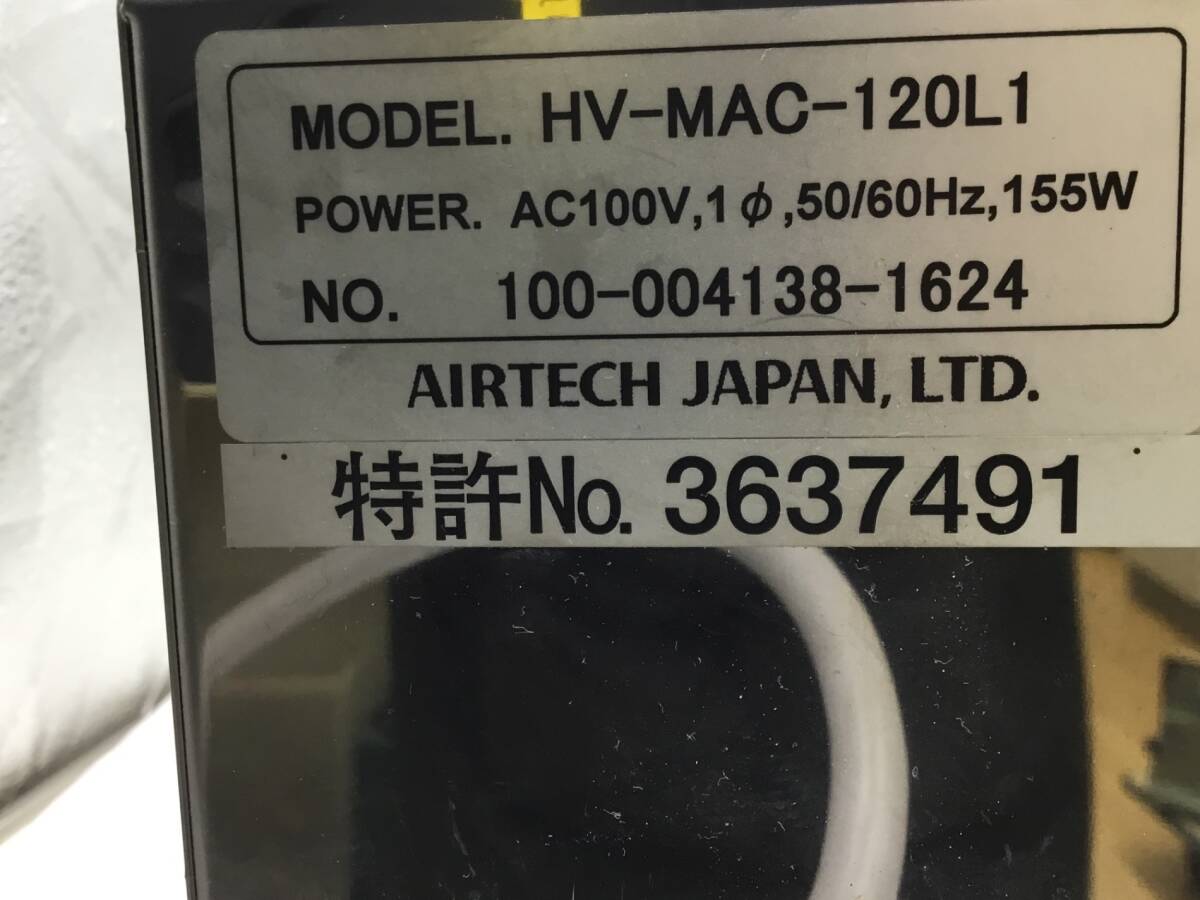 MODEL. HV-MAC-120L1
POWER. AC100V,1φ,50/60Hz,155W
NO. 100-004138-1624
AIRTECH JAPAN, LTD.
特許No. 3637491